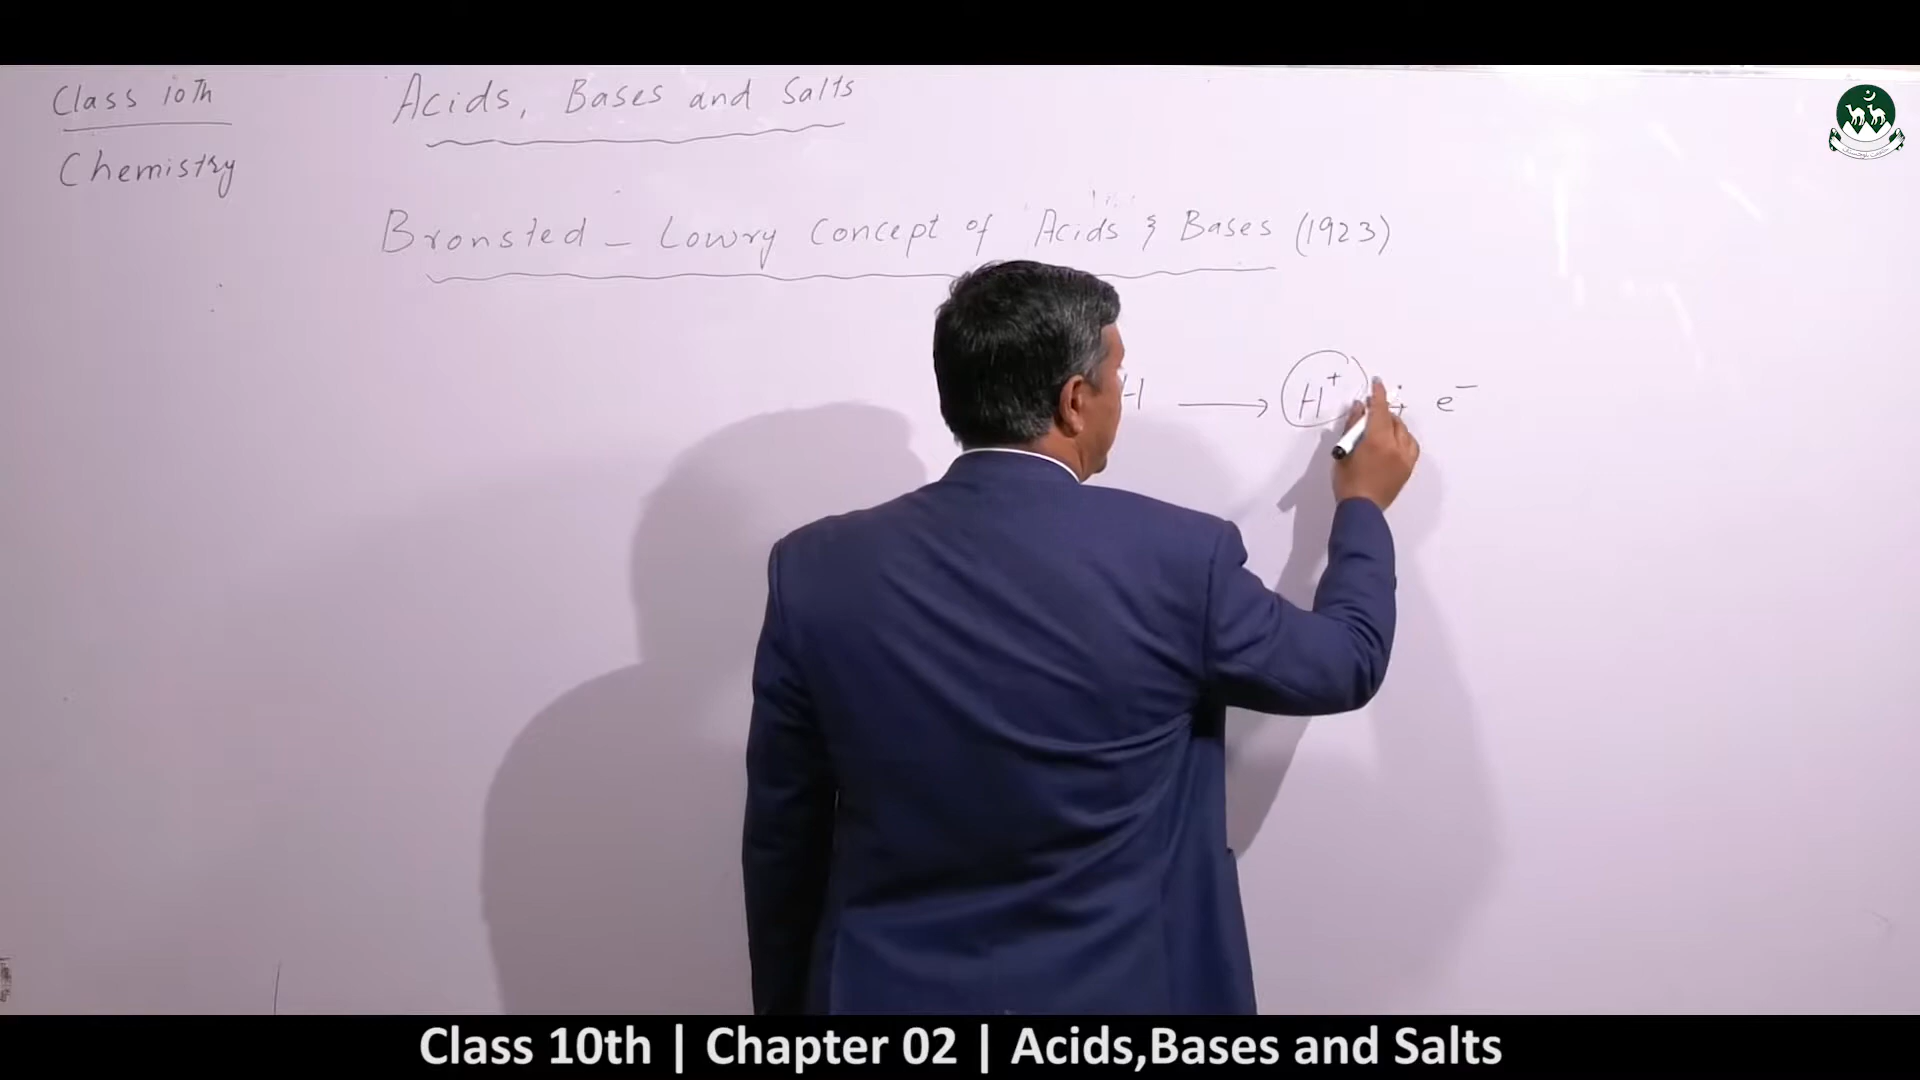 Class 10Th
Chemistry
Acids, Bases and Salts
Bronsted - Lowry Concept of Acids & Bases (1923)
H ⟶ H⁺ + e⁻
Class 10th | Chapter 02 | Acids,Bases and Salts